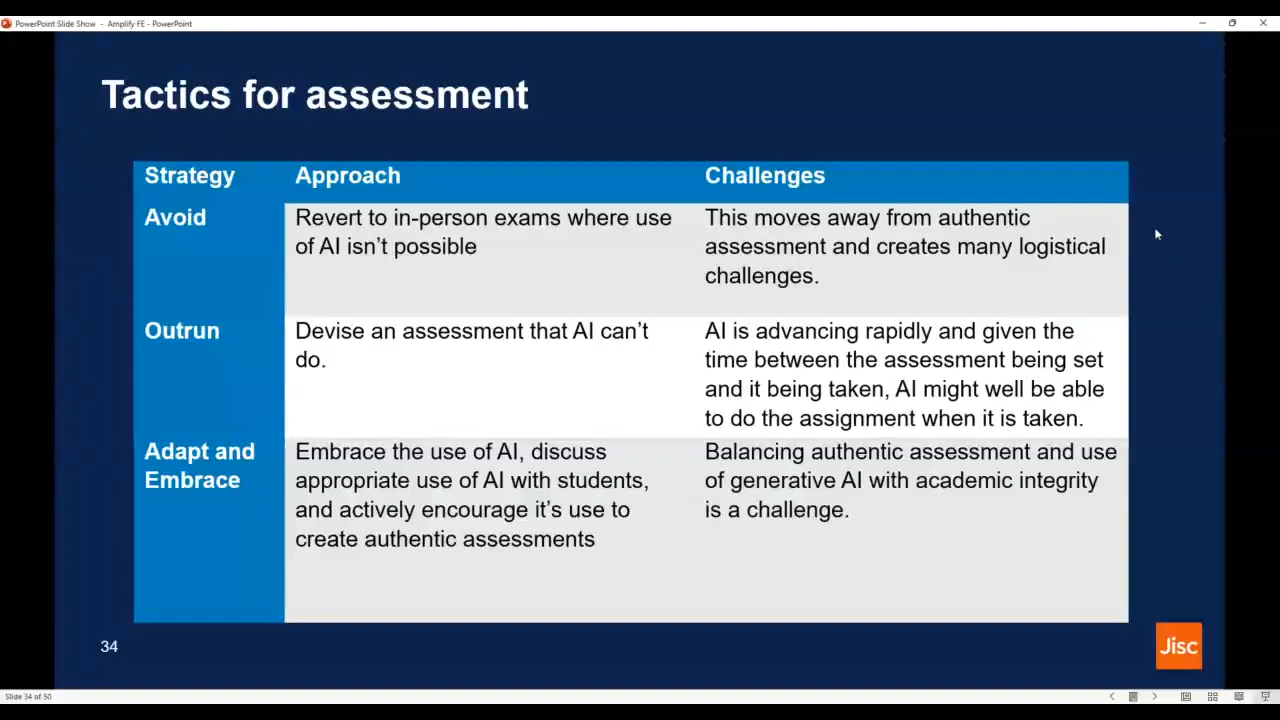 PowerPoint Slide Show - Amplify FE - PowerPoint
Tactics for assessment
Strategy
Approach
Challenges
Avoid
Revert to in-person exams where use
of AI isn’t possible
This moves away from authentic
assessment and creates many logistical
challenges.
Outrun
Devise an assessment that AI can’t
do.
AI is advancing rapidly and given the
time between the assessment being set
and it being taken, AI might well be able
to do the assignment when it is taken.
Adapt and
Embrace
Embrace the use of AI, discuss
appropriate use of AI with students,
and actively encourage it’s use to
create authentic assessments
Balancing authentic assessment and use
of generative AI with academic integrity
is a challenge.
34
Jisc
Slide 34 of 50